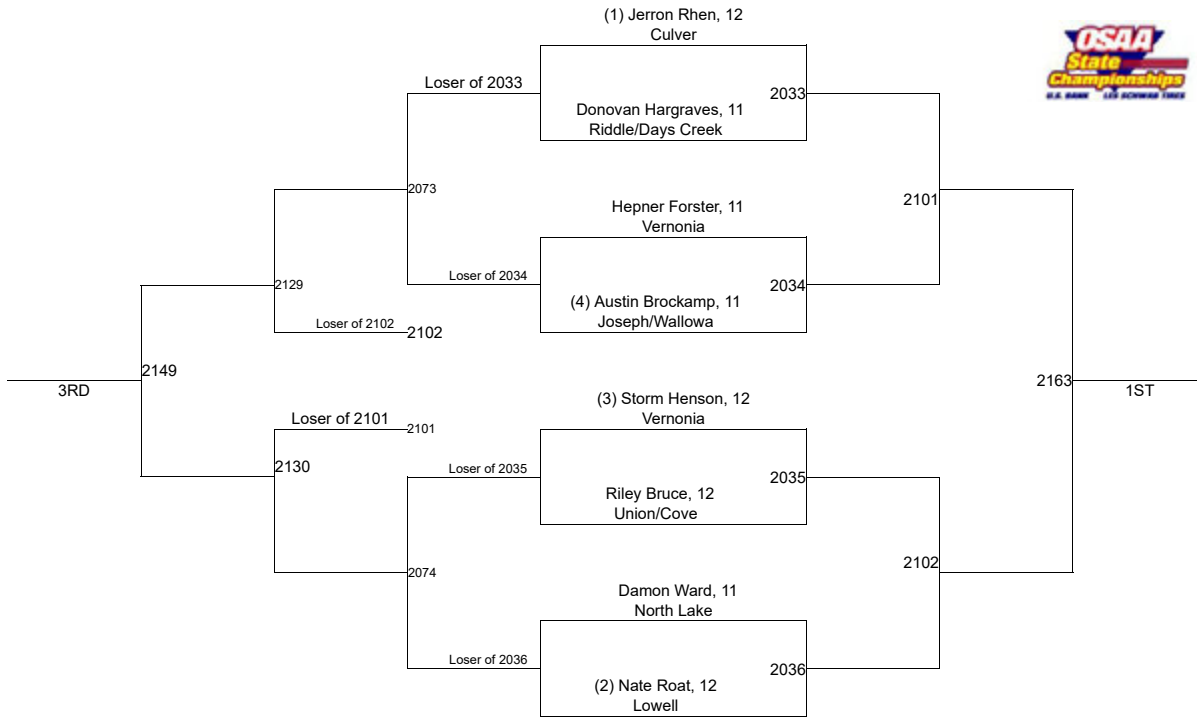 (1) Jerron Rhen, 12
Culver
OSAA
State
Championships
U.S. BANK LES SCHWAB TIRES
Loser of 2033
2033
Donovan Hargraves, 11
Riddle/Days Creek
2073
2101
Hepner Forster, 11
Vernonia
Loser of 2034
2034
2129
(4) Austin Brockamp, 11
Joseph/Wallowa
Loser of 2102
2102
2149
3RD
2163
1ST
(3) Storm Henson, 12
Vernonia
Loser of 2101
2101
2130
Loser of 2035
2035
Riley Bruce, 12
Union/Cove
2074
2102
Damon Ward, 11
North Lake
Loser of 2036
2036
(2) Nate Roat, 12
Lowell